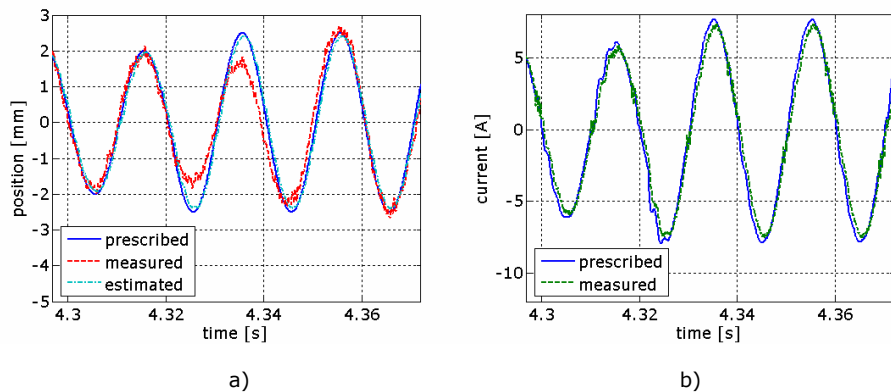 3
2
1
0
-1
-2
-3
-4
-5
position [mm]
prescribed
measured
estimated
4.3 4.32 4.34 4.36
time [s]
a)
5
0
-5
-10
current [A]
prescribed
measured
4.3 4.32 4.34 4.36
time [s]
b)